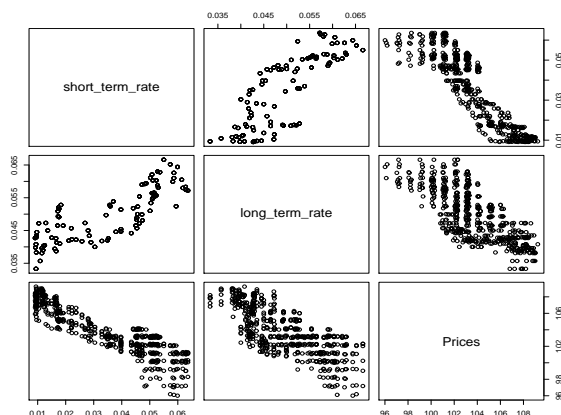 0.035 0.045 0.055 0.065
short_term_rate
0.01 0.03 0.05
0.035 0.045 0.055 0.065
long_term_rate
Prices
96 98 102 106
0.01 0.02 0.03 0.04 0.05 0.06
96 98 100 102 104 106 108